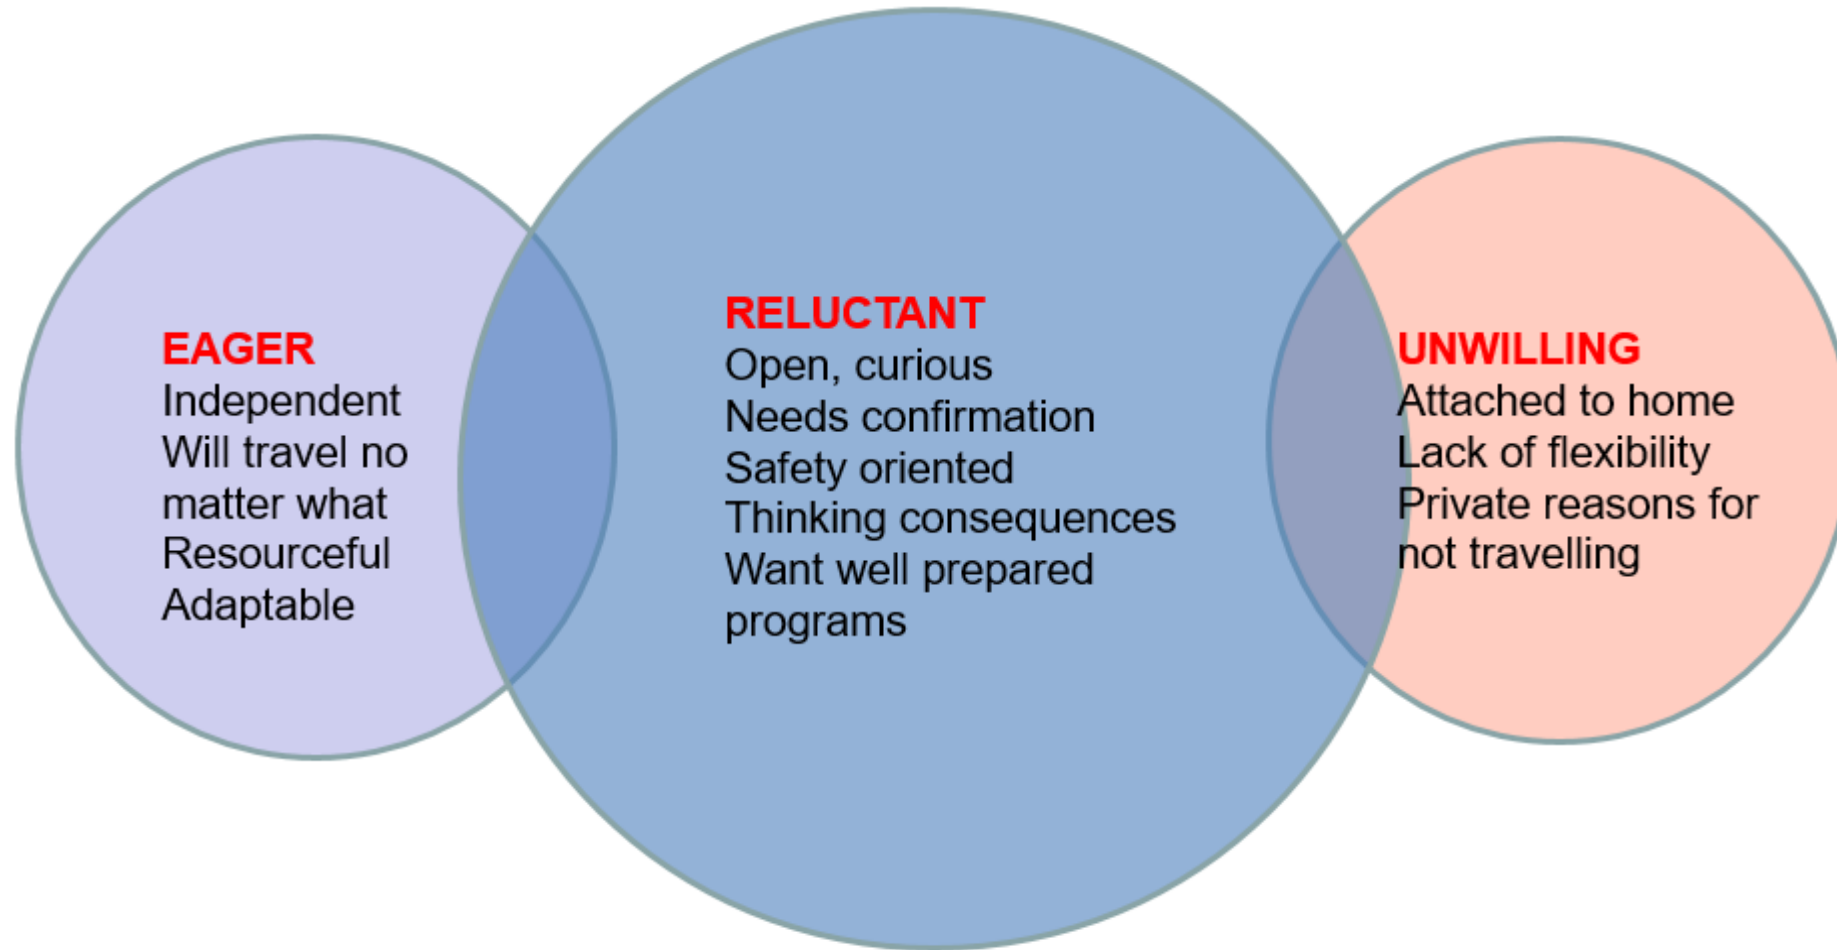 EAGER
Independent
Will travel no
matter what
Resourceful
Adaptable
RELUCTANT
Open, curious
Needs confirmation
Safety oriented
Thinking consequences
Want well prepared
programs
UNWILLING
Attached to home
Lack of flexibility
Private reasons for
not travelling